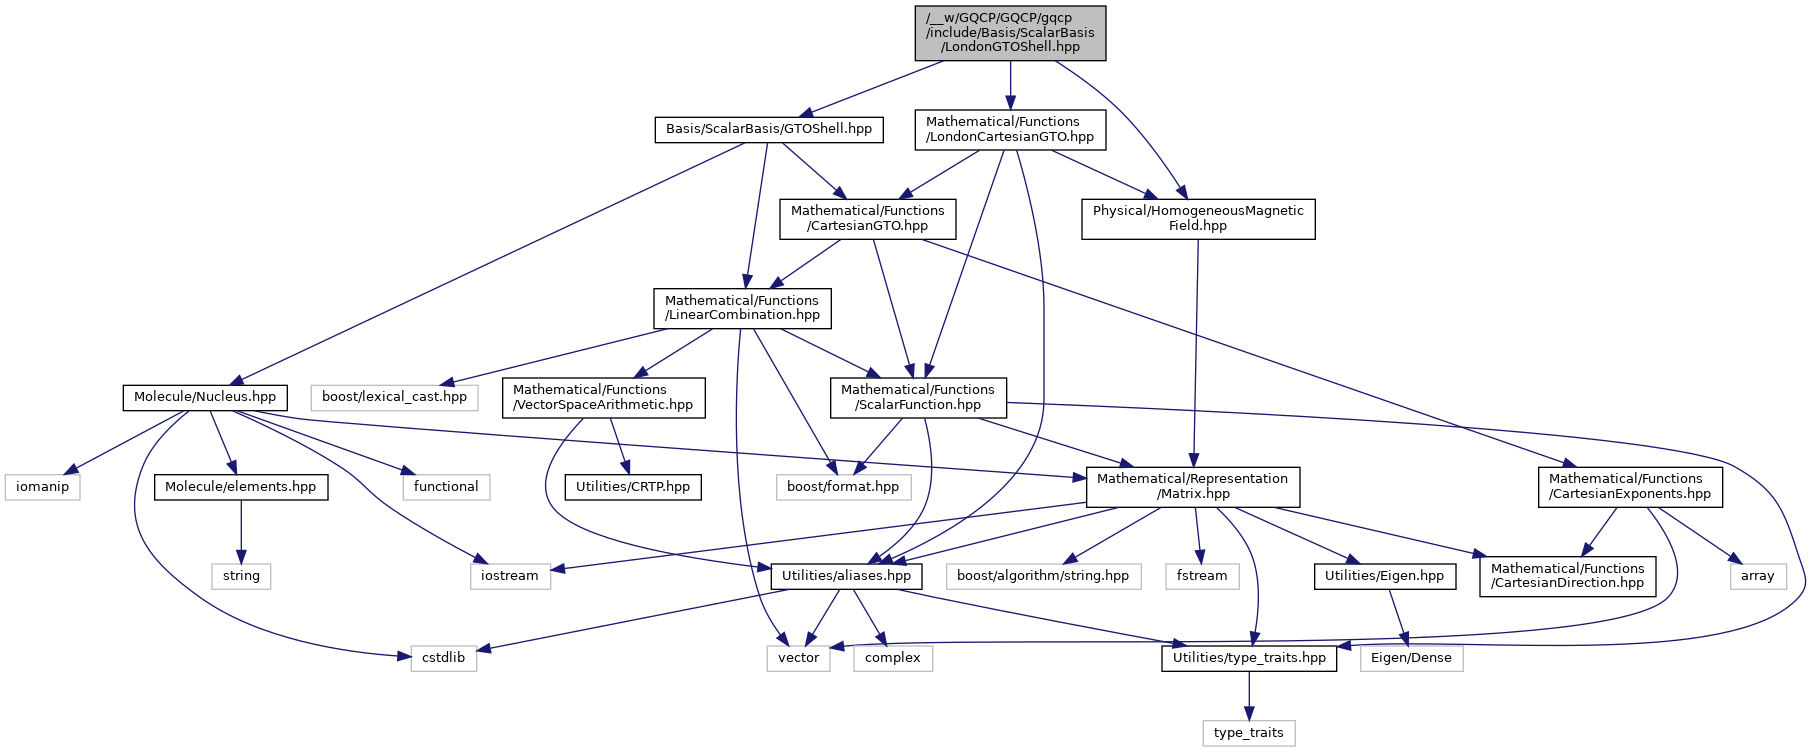 /__w/GQCP/GQCP/gqcp
/include/Basis/ScalarBasis
/LondonGTOShell.hpp
Basis/ScalarBasis/GTOShell.hpp
Mathematical/Functions
/LondonCartesianGTO.hpp
Mathematical/Functions
/CartesianGTO.hpp
Physical/HomogeneousMagnetic
Field.hpp
Mathematical/Functions
/LinearCombination.hpp
Molecule/Nucleus.hpp
boost/lexical_cast.hpp
Mathematical/Functions
/VectorSpaceArithmetic.hpp
Mathematical/Functions
/ScalarFunction.hpp
iomanip
Molecule/elements.hpp
functional
Utilities/CRTP.hpp
boost/format.hpp
Mathematical/Representation
/Matrix.hpp
Mathematical/Functions
/CartesianExponents.hpp
string
iostream
Utilities/aliases.hpp
boost/algorithm/string.hpp
fstream
Utilities/Eigen.hpp
Mathematical/Functions
/CartesianDirection.hpp
array
cstdlib
vector
complex
Utilities/type_traits.hpp
Eigen/Dense
type_traits